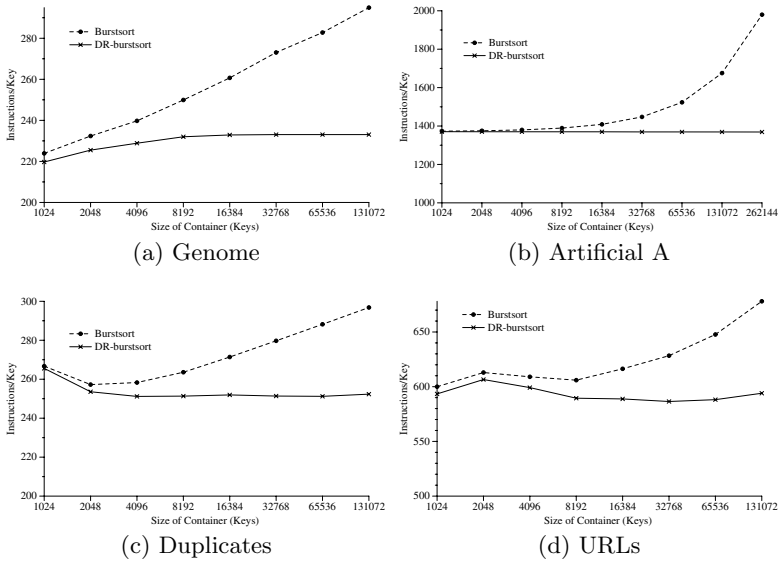 280
260
240
220
200
Instructions/Key
Burstsort
DR-burstsort
1024 2048 4096 8192 16384 32768 65536 131072
Size of Container (Keys)
(a) Genome
2000
1800
1600
1400
1200
1000
Instructions/Key
Burstsort
DR-burstsort
1024 2048 4096 8192 16384 32768 65536 131072 262144
Size of Container (Keys)
(b) Artificial A
300
280
260
240
220
200
Instructions/Key
Burstsort
DR-burstsort
1024 2048 4096 8192 16384 32768 65536 131072
Size of Container (Keys)
(c) Duplicates
650
600
550
500
Instructions/Key
Burstsort
DR-burstsort
1024 2048 4096 8192 16384 32768 65536 131072
Size of Container (Keys)
(d) URLs